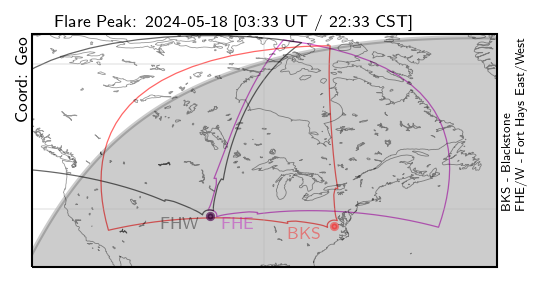 Flare Peak: 2024-05-18 [03:33 UT / 22:33 CST]
Coord: Geo
FHW
FHE
BKS
BKS - Blackstone
FHE/W - Fort Hays East/West